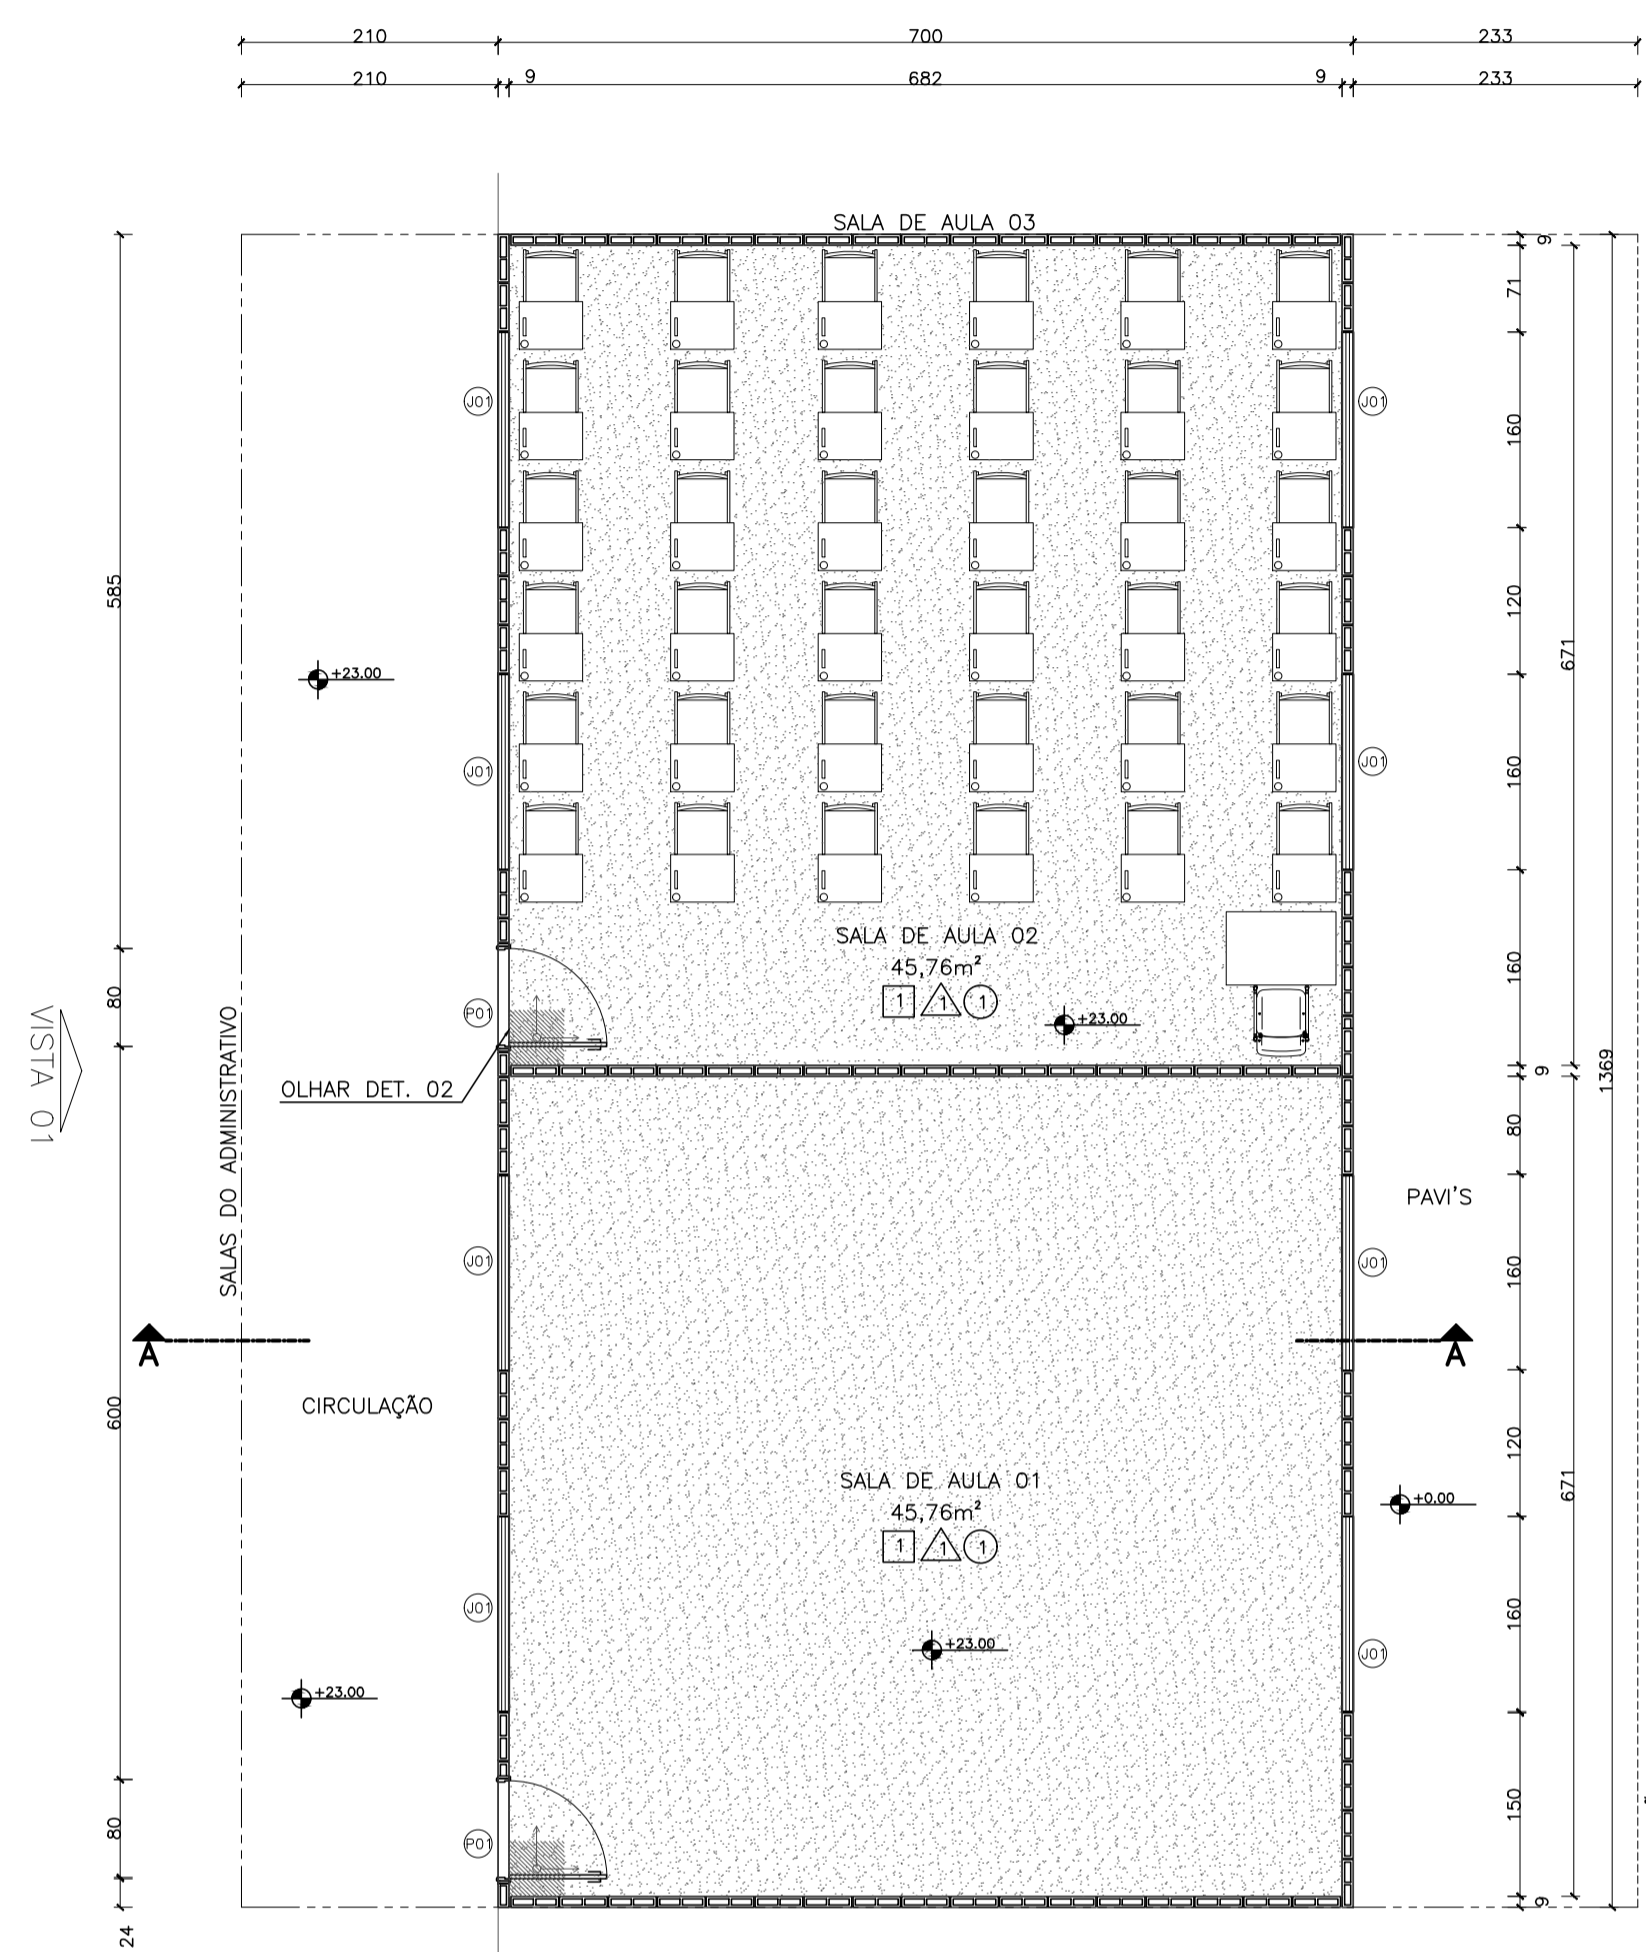 210
700
233
210
9
682
9
233
SALA DE AULA 03
9
71
J01
J01
160
585
120
671
+23.00
J01
J01
160
SALA DE AULA 02
45,76m²
1 1 1
160
80
P01
+23.00
VISTA 01
SALAS DO ADMINISTRATIVO
OLHAR DET. 02
9
1369
80
PAVI'S
J01
J01
160
A
A
600
CIRCULAÇÃO
120
SALA DE AULA 01
45,76m²
1 1 1
671
+0.00
J01
160
+23.00
J01
+23.00
80
P01
150
9
24